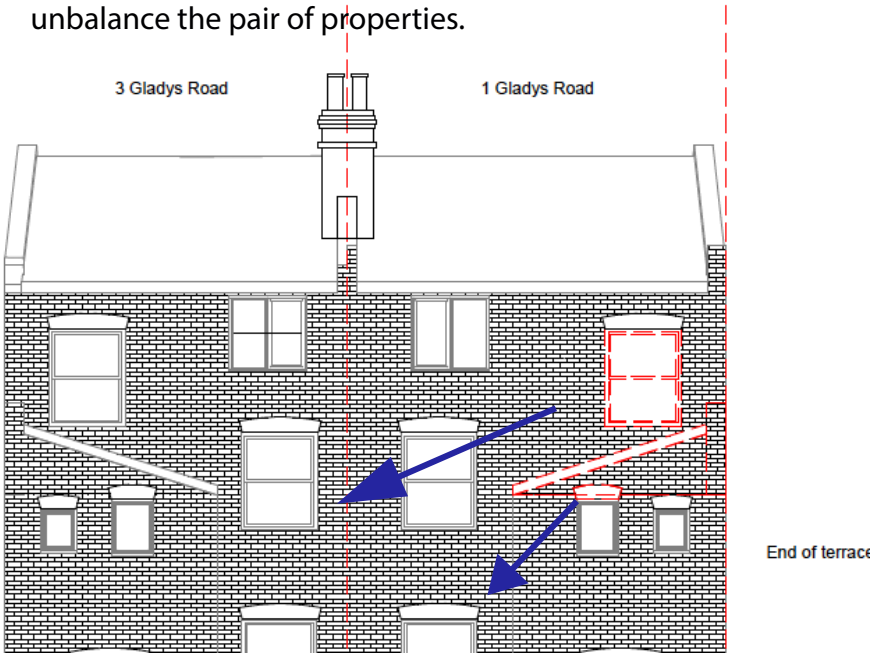 unbalance the pair of properties.
3 Gladys Road
1 Gladys Road
End of terrace